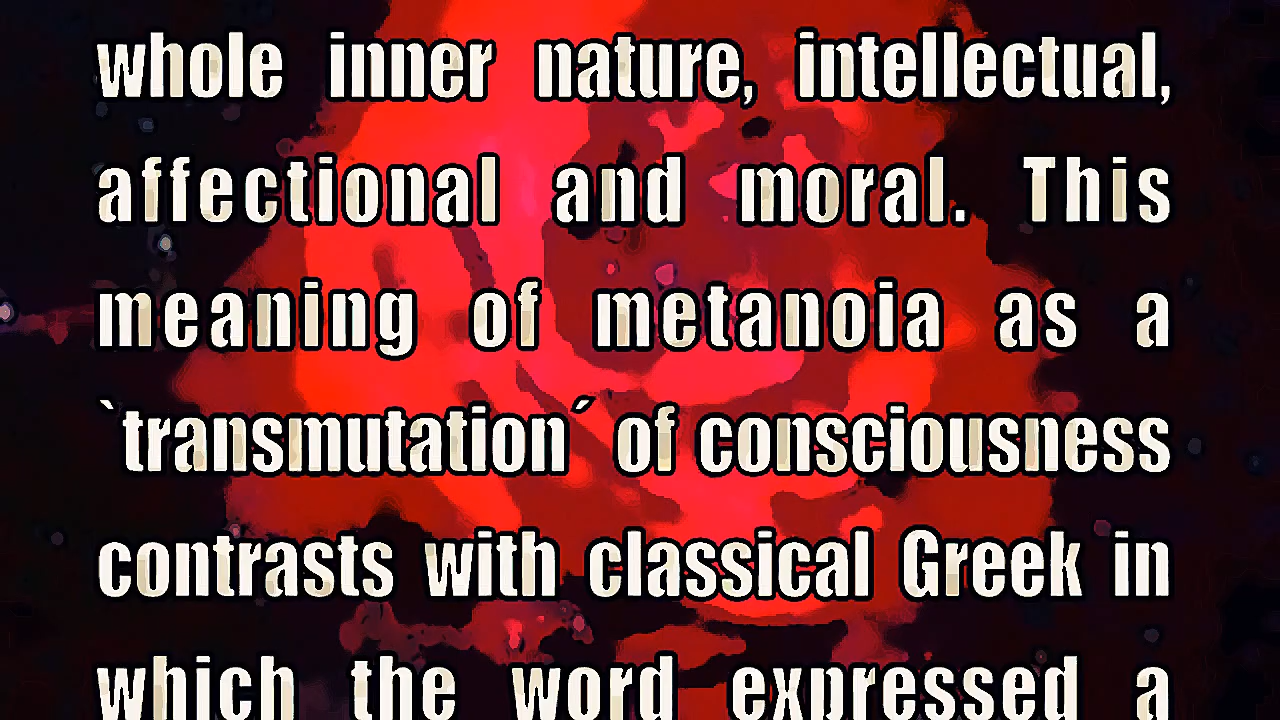 whole inner nature, intellectual,
affectional and moral. This
meaning of metanoia as a
`transmutation´ of consciousness
contrasts with classical Greek in
which the word expressed a